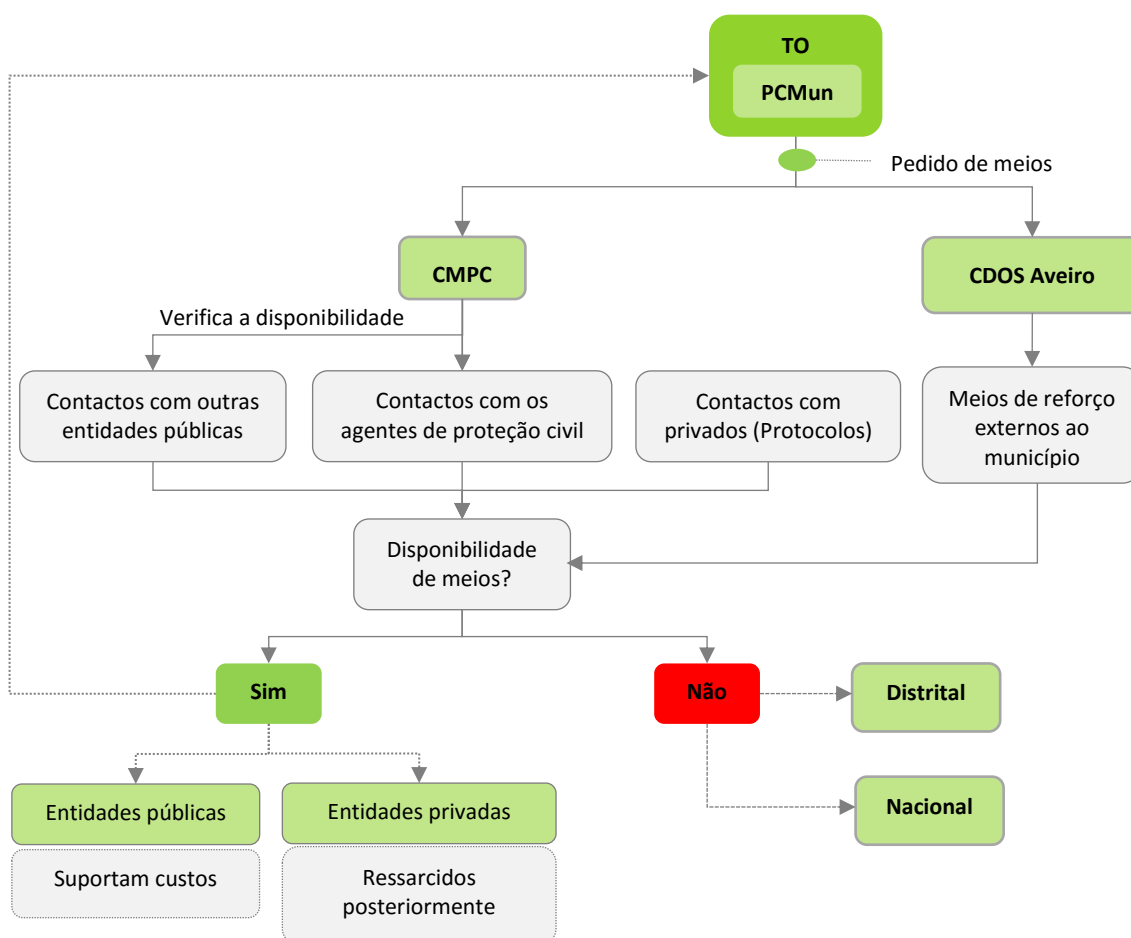 TO
PCMun
Pedido de meios
CMPC
CDOS Aveiro
Verifica a disponibilidade
Contactos com outras
entidades públicas
Contactos com os
agentes de proteção civil
Contactos com
privados (Protocolos)
Meios de reforço
externos ao
município
Disponibilidade
de meios?
Sim
Não
Distrital
Nacional
Entidades públicas
Entidades privadas
Suportam custos
Ressarcidos
posteriormente